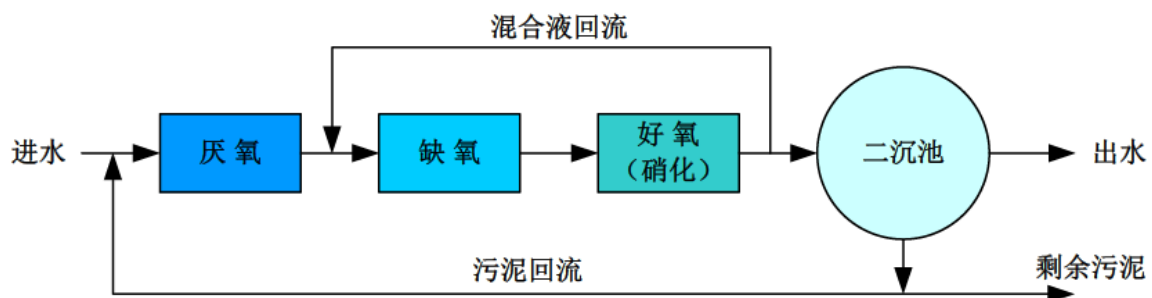 混合液回流
进水
厌 氧
缺 氧
好 氧
（硝化）
二沉池
出水
污泥回流
剩余污泥